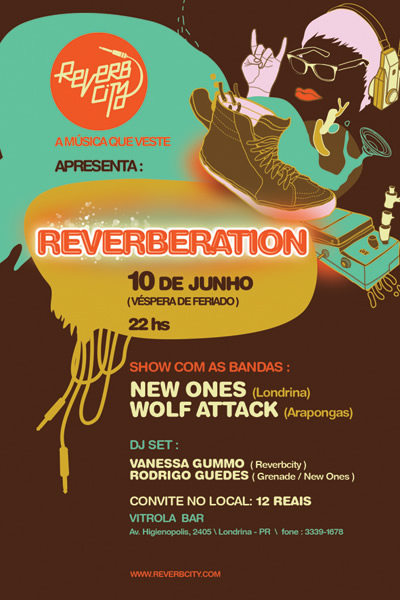 ReVeRB
CiTy
A MÚSICA QUE VESTE
APRESENTA :
REVERBERATION
10 DE JUNHO
( VÉSPERA DE FERIADO )
22 hs
SHOW COM AS BANDAS :
NEW ONES (Londrina)
WOLF ATTACK (Arapongas)
DJ SET :
VANESSA GUMMO ( Reverbcity )
RODRIGO GUEDES ( Grenade / New Ones )
CONVITE NO LOCAL: 12 REAIS
VITROLA BAR
Av. Higienopolis, 2405 \ Londrina - PR \ fone : 3339-1678
WWW.REVERBCITY.COM